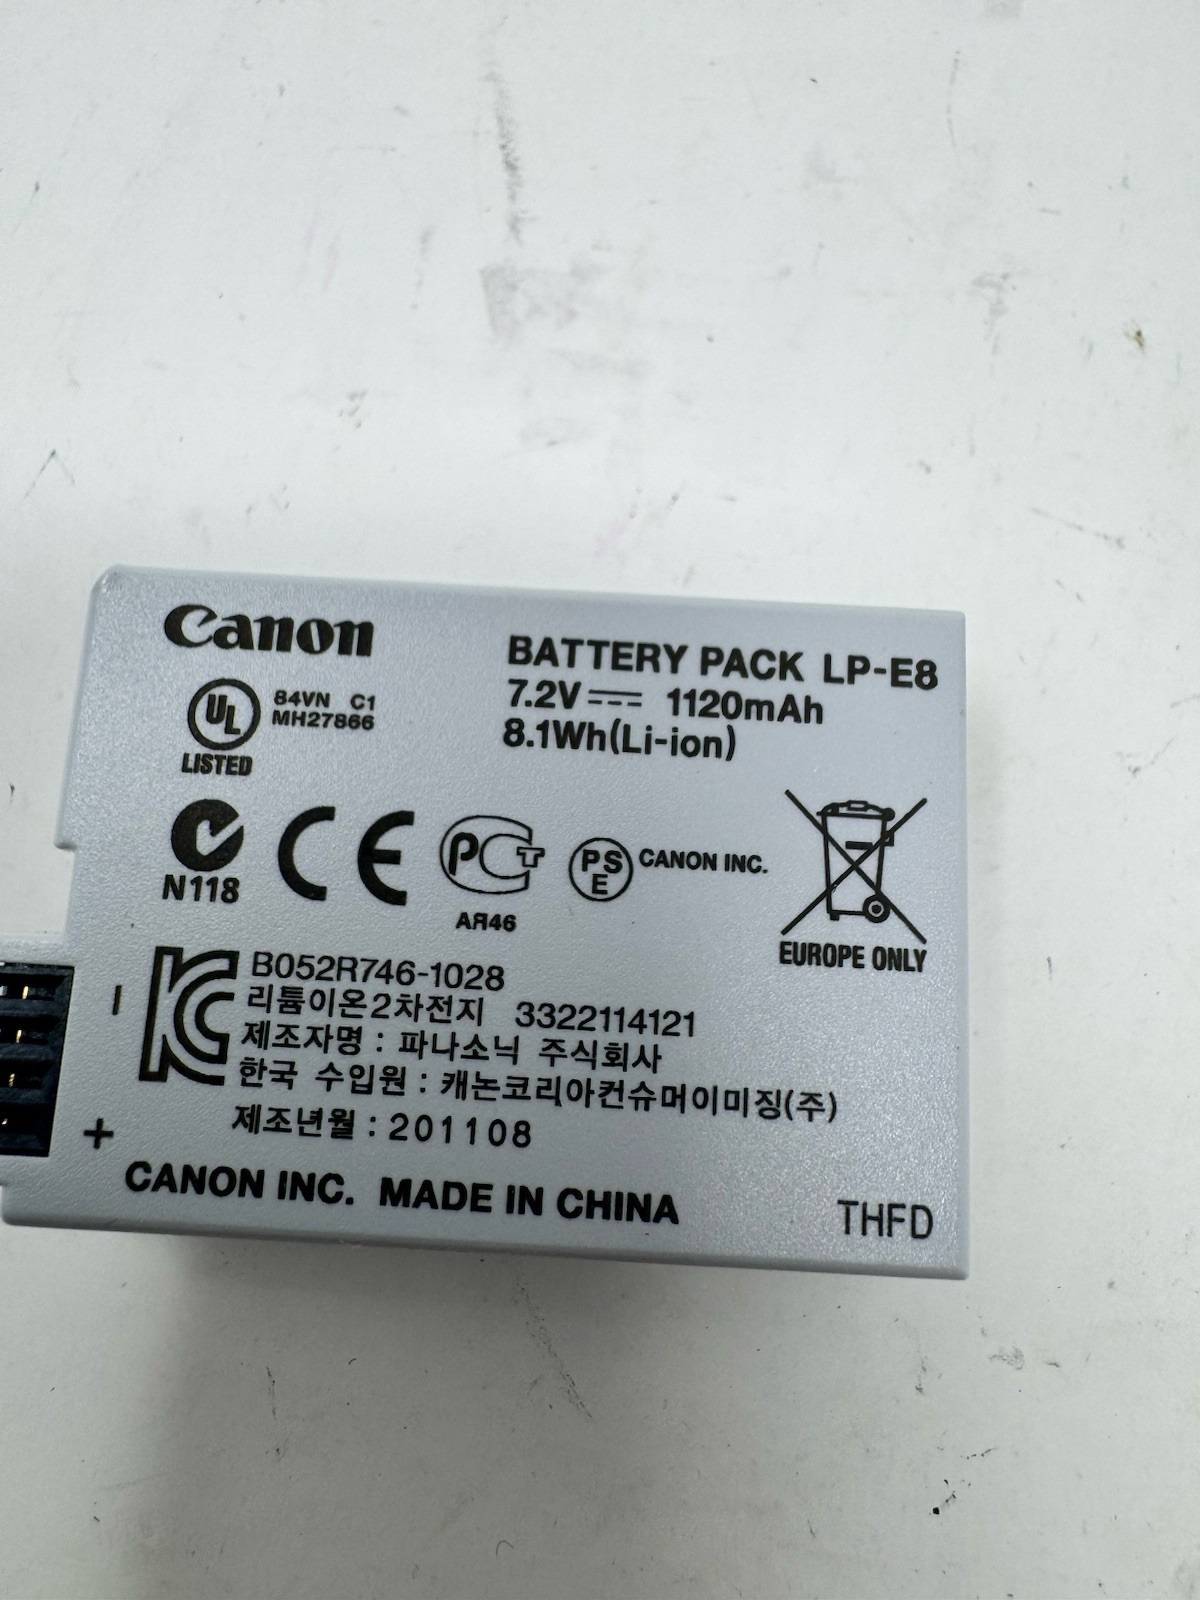 Canon
BATTERY PACK LP-E8
7.2V 1120mAh
8.1Wh(Li-ion)
UL
84VN C1
MH27866
LISTED
N118
CE
РСТ
АЯ46
PSE
CANON INC.
EUROPE ONLY
B052R746-1028
리튬이온2차전지 3322114121
제조자명 : 파나소닉 주식회사
한국 수입원 : 캐논코리아컨슈머이미징(주)
제조년월 : 201108
CANON INC. MADE IN CHINA
THFD
− +